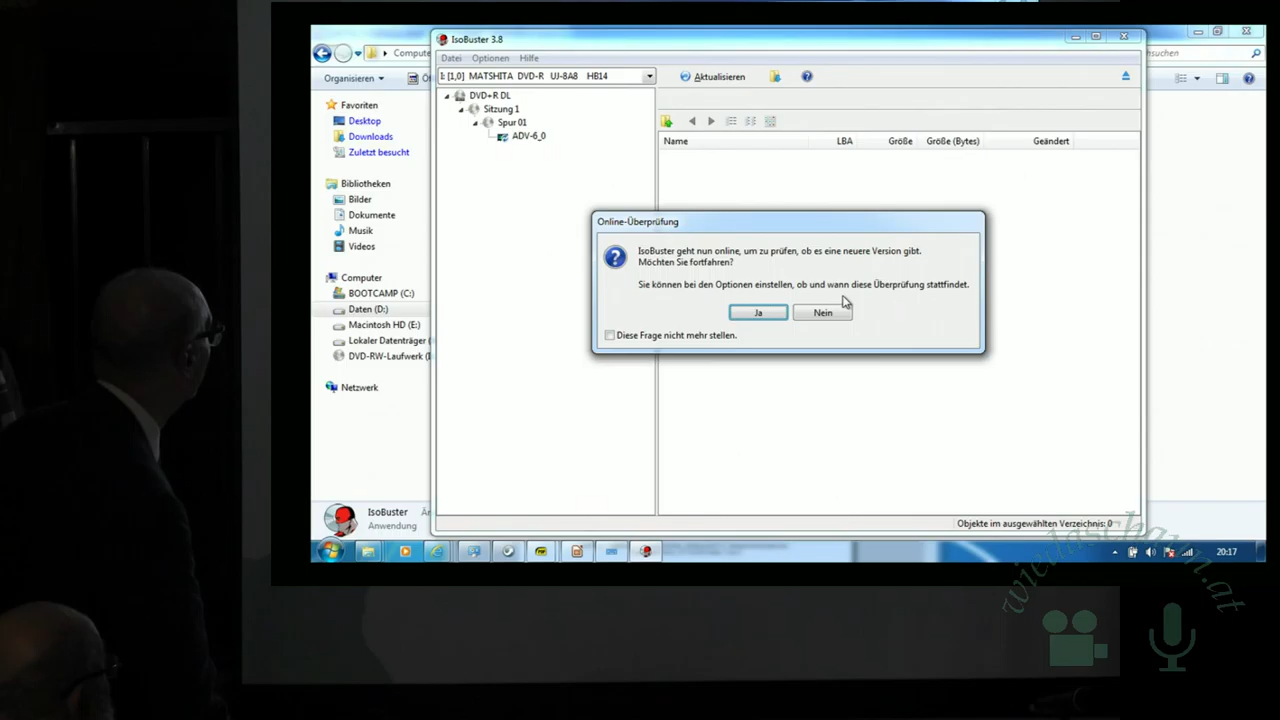 IsoBuster 3.8
Compute
suchen
Datei Optionen Hilfe
Organisieren
I: [1,0] MATSHITA DVD-R UJ-8A8 HB14
Aktualisieren
DVD+R DL
Sitzung 1
Spur 01
ADV-6_0
Name LBA Größe Größe (Bytes) Geändert
Favoriten
Desktop
Downloads
Zuletzt besucht
Bibliotheken
Bilder
Dokumente
Musik
Videos
Computer
BOOTCAMP (C:)
Daten (D:)
Macintosh HD (E:)
Lokaler Datenträger
DVD-RW-Laufwerk (I
Netzwerk
Online-Überprüfung
IsoBuster geht nun online, um zu prüfen, ob es eine neuere Version gibt.
Möchten Sie fortfahren?
Sie können bei den Optionen einstellen, ob und wann diese Überprüfung stattfindet.
Ja Nein
Diese Frage nicht mehr stellen.
IsoBuster
Anwendung
Objekte im ausgewählten Verzeichnis: 0
20:17
wiedaschaun.at